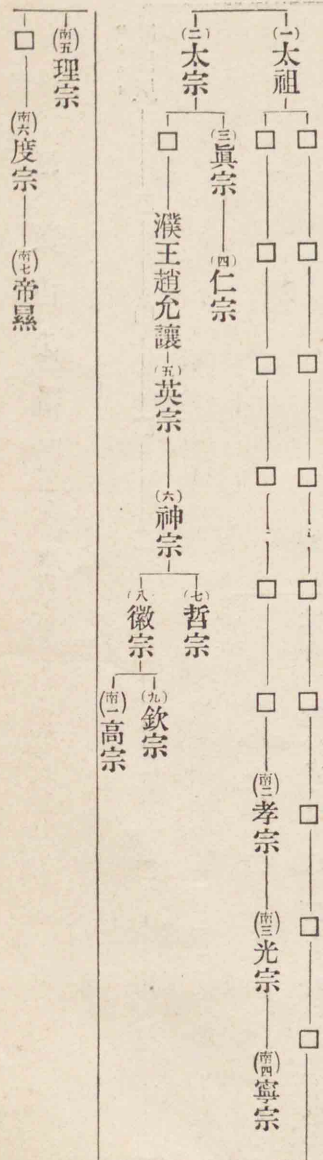 (一)太祖
(南二)孝宗
(南三)光宗
(南四)寧宗
(二)太宗
(三)眞宗
(四)仁宗
濮王趙允讓
(五)英宗
(六)神宗
(七)哲宗
(八)徽宗
(九)欽宗
(南一)高宗
(南五)理宗
(南六)度宗
(南七)帝㬎